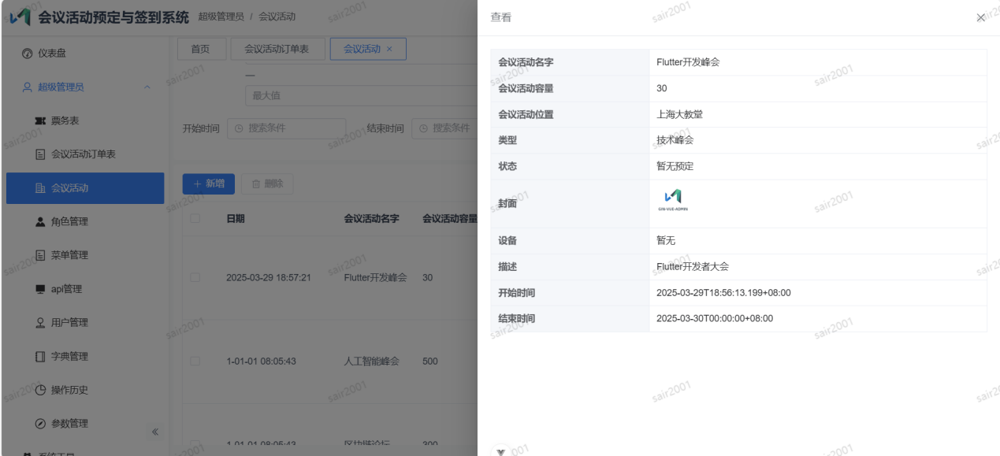 会议活动预定与签到系统 超级管理员 / 会议活动
仪表盘
超级管理员
票务表
会议活动订单表
会议活动
角色管理
菜单管理
api管理
用户管理
字典管理
操作历史
参数管理
系统工具
首页 会议活动订单表 会议活动 ×
—
最大值
开始时间 搜索条件 结束时间 搜索条件
+ 新增 删除
日期 会议活动名字 会议活动容量
2025-03-29 18:57:21 Flutter开发峰会 30
1-01-01 08:05:43 人工智能峰会 500
1-01-01 08:05:43 区块链论坛 300
查看
会议活动名字 Flutter开发峰会
会议活动容量 30
会议活动位置 上海大教堂
类型 技术峰会
状态 暂无预定
封面 GIN-VUE-ADMIN
设备 暂无
描述 Flutter开发者大会
开始时间 2025-03-29T18:56:13.199+08:00
结束时间 2025-03-30T00:00:00+08:00
sair2001